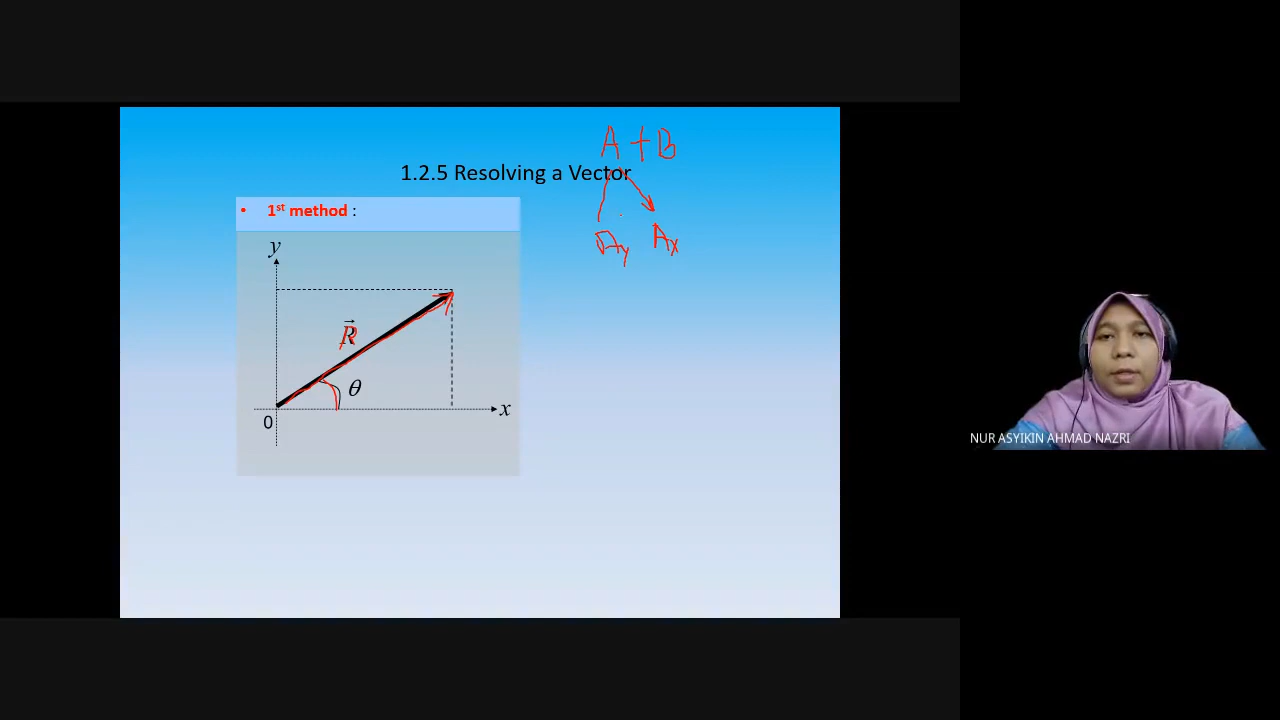 A + B
1.2.5 Resolving a Vector
• 1st method :
Ay Ax
y
R
θ
x
0
NUR ASYIKIN AHMAD NAZRI